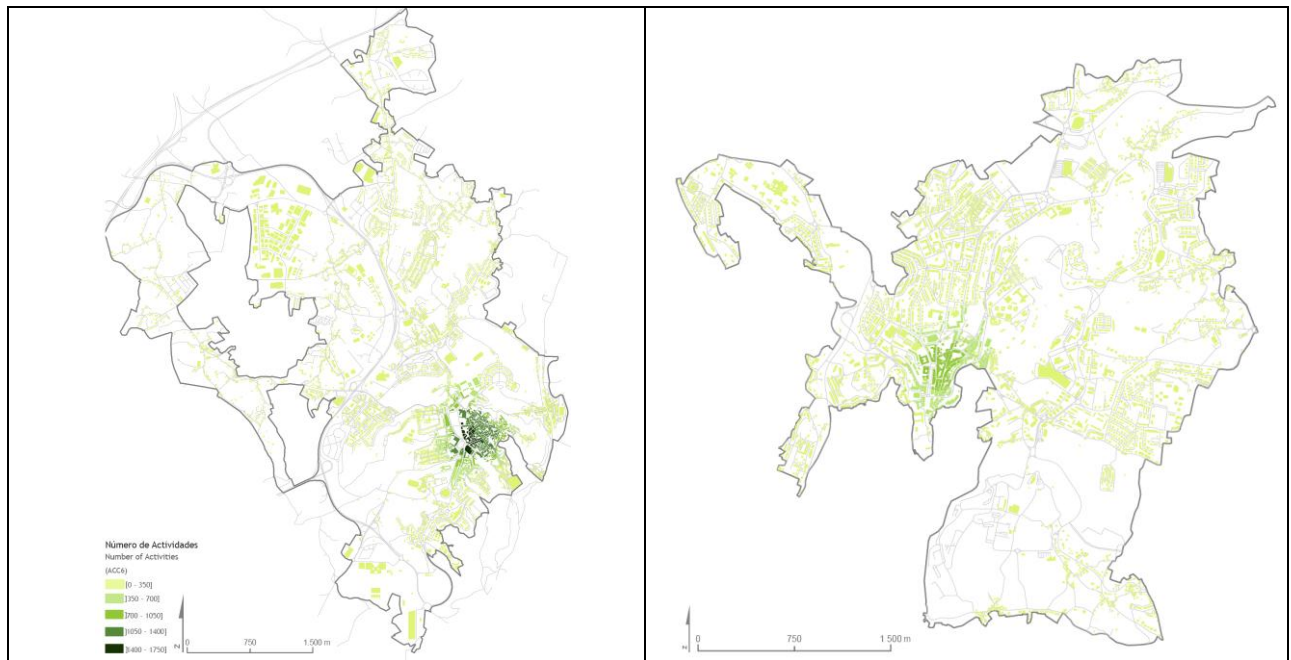 Número de Actividades
Number of Activities
(ACC6)
[0 - 350]
]350 - 700]
]700 - 1050]
]1050 - 1400]
]1400 - 1750]
N
0 750 1.500 m
N
0 750 1.500 m